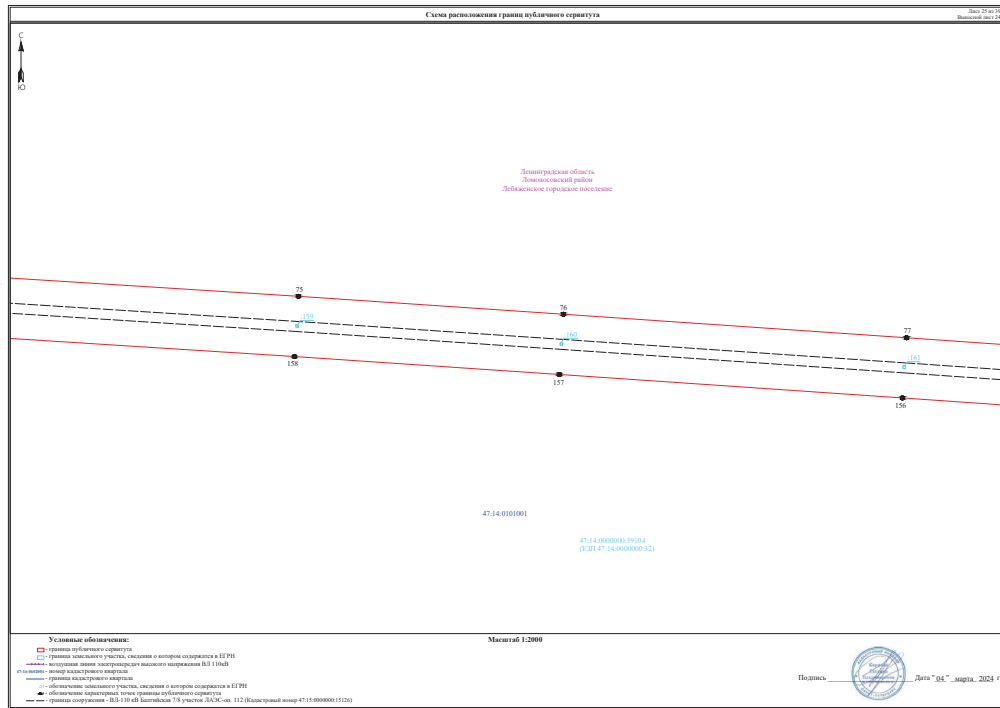 Схема расположения границ публичного сервитута
Лист 25 из 39
Выносной лист 24
С
Ю
Ленинградская область
Ломоносовский район
Лебяженское городское поселение
75
76
77
:159
:160
:161
158
157
156
47:14:0101001
47:14:0000000:39104
(ЕЗП 47:14:0000000:32)
Условные обозначения:
Масштаб 1:2000
- граница публичного сервитута
- граница земельного участка, сведения о котором содержатся в ЕГРН
- воздушная линия электропередач высокого напряжения ВЛ 110кВ
- номер кадастрового квартала
- граница кадастрового квартала
- обозначение земельного участка, сведения о котором содержатся в ЕГРН
- обозначение характерных точек границы публичного сервитута
- граница сооружения - ВЛ-110 кВ Балтийская 7/8 участок ЛАЭС-оп. 112 (Кадастровый номер 47:15:0000000:15126)
Подпись Дата "04" марта 2024 г